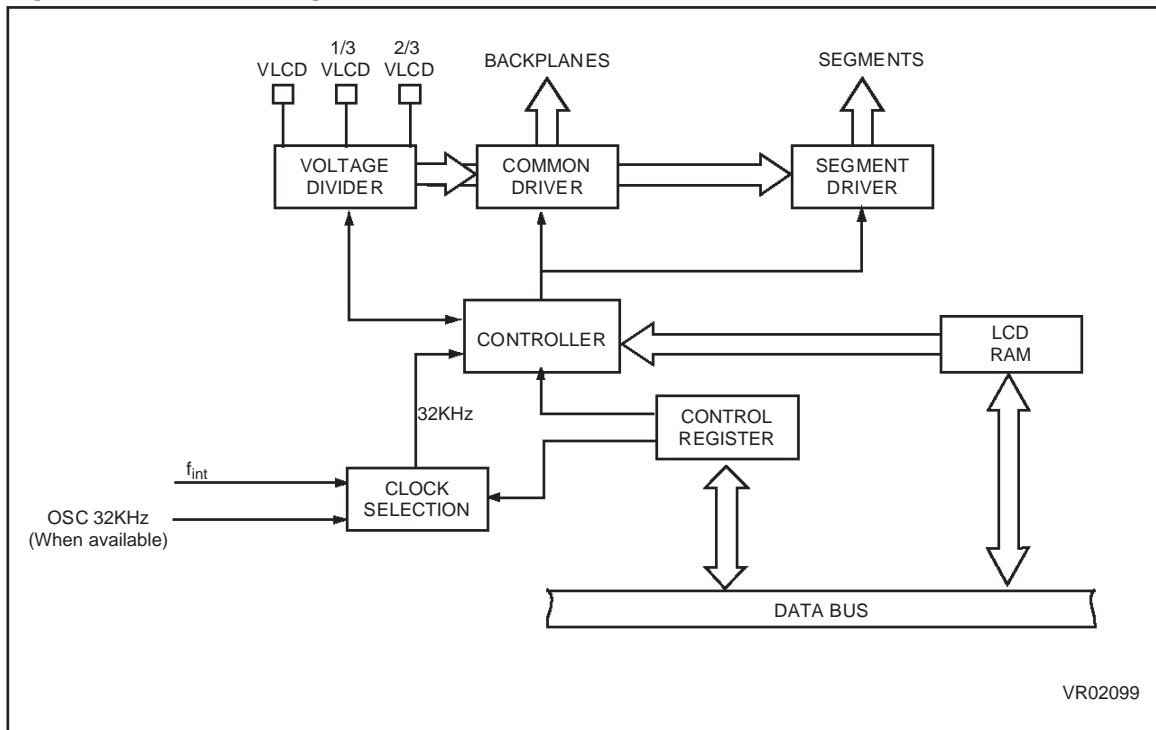 1/3
2/3
VLCD
VLCD
VLCD
BACKPLANES
SEGMENTS
VOLTAGE
DIVIDER
COMMON
DRIVER
SEGMENT
DRIVER
CONTROLLER
LCD
RAM
32KHz
CONTROL
REGISTER
fint
CLOCK
SELECTION
OSC 32KHz
(When available)
DATA BUS
VR02099